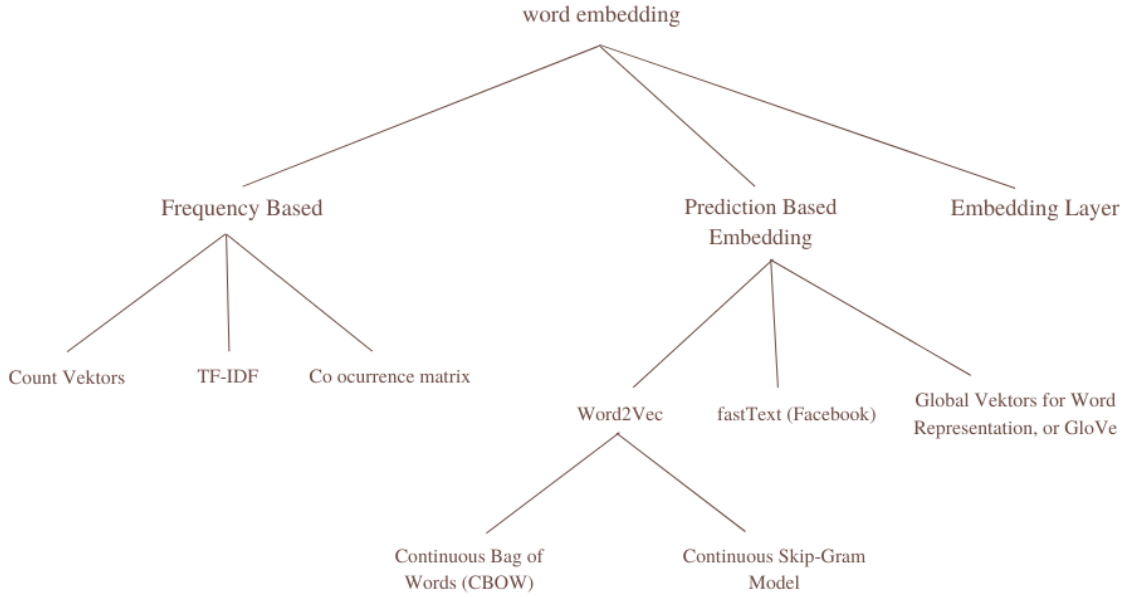 word embedding
Frequency Based
Prediction Based
Embedding
Embedding Layer
Count Vektors
TF-IDF
Co ocurrence matrix
Word2Vec
fastText (Facebook)
Global Vektors for Word
Representation, or GloVe
Continuous Bag of
Words (CBOW)
Continuous Skip-Gram
Model